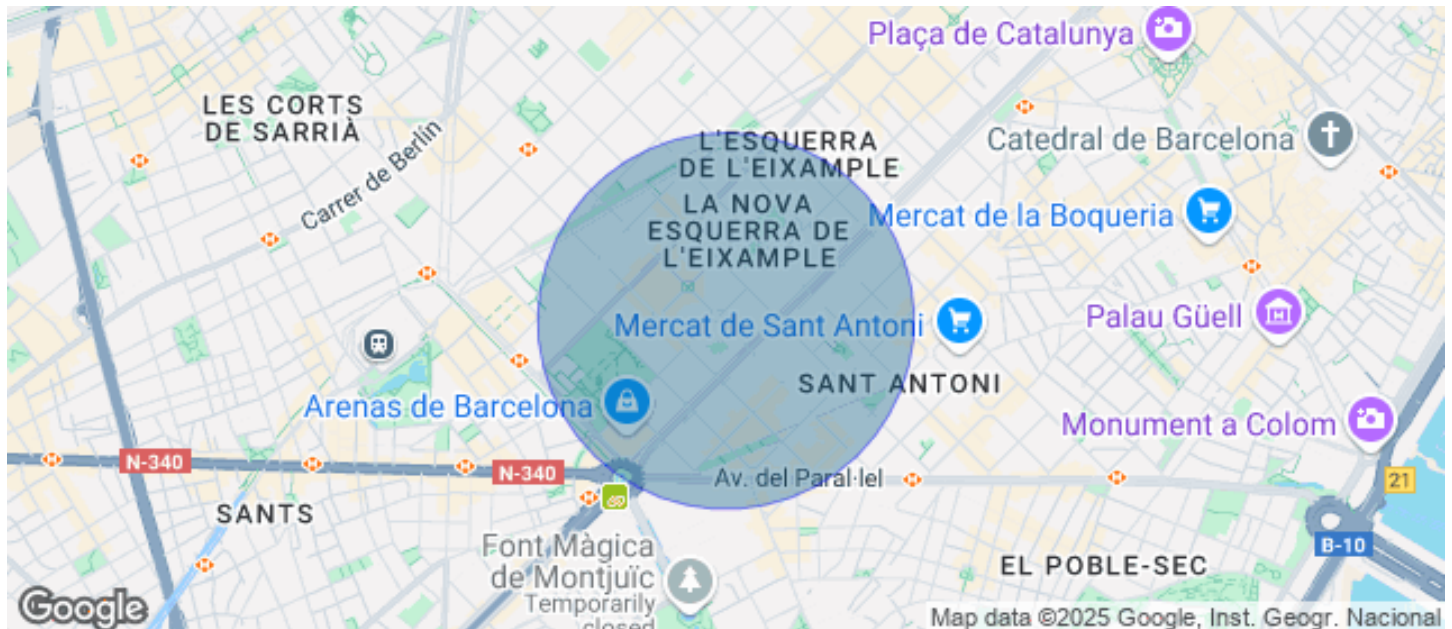 Plaça de Catalunya
LES CORTS
DE SARRIÀ
Carrer de Berlín
L'ESQUERRA
DE L'EIXAMPLE
Catedral de Barcelona
LA NOVA
ESQUERRA DE
L'EIXAMPLE
Mercat de la Boqueria
Mercat de Sant Antoni
Palau Güell
SANT ANTONI
Arenas de Barcelona
Monument a Colom
N-340
N-340
Av. del Paral·lel
21
SANTS
B-10
Font Màgica
de Montjuïc
Temporarily
closed
EL POBLE-SEC
Google
Map data ©2025 Google, Inst. Geogr. Nacional